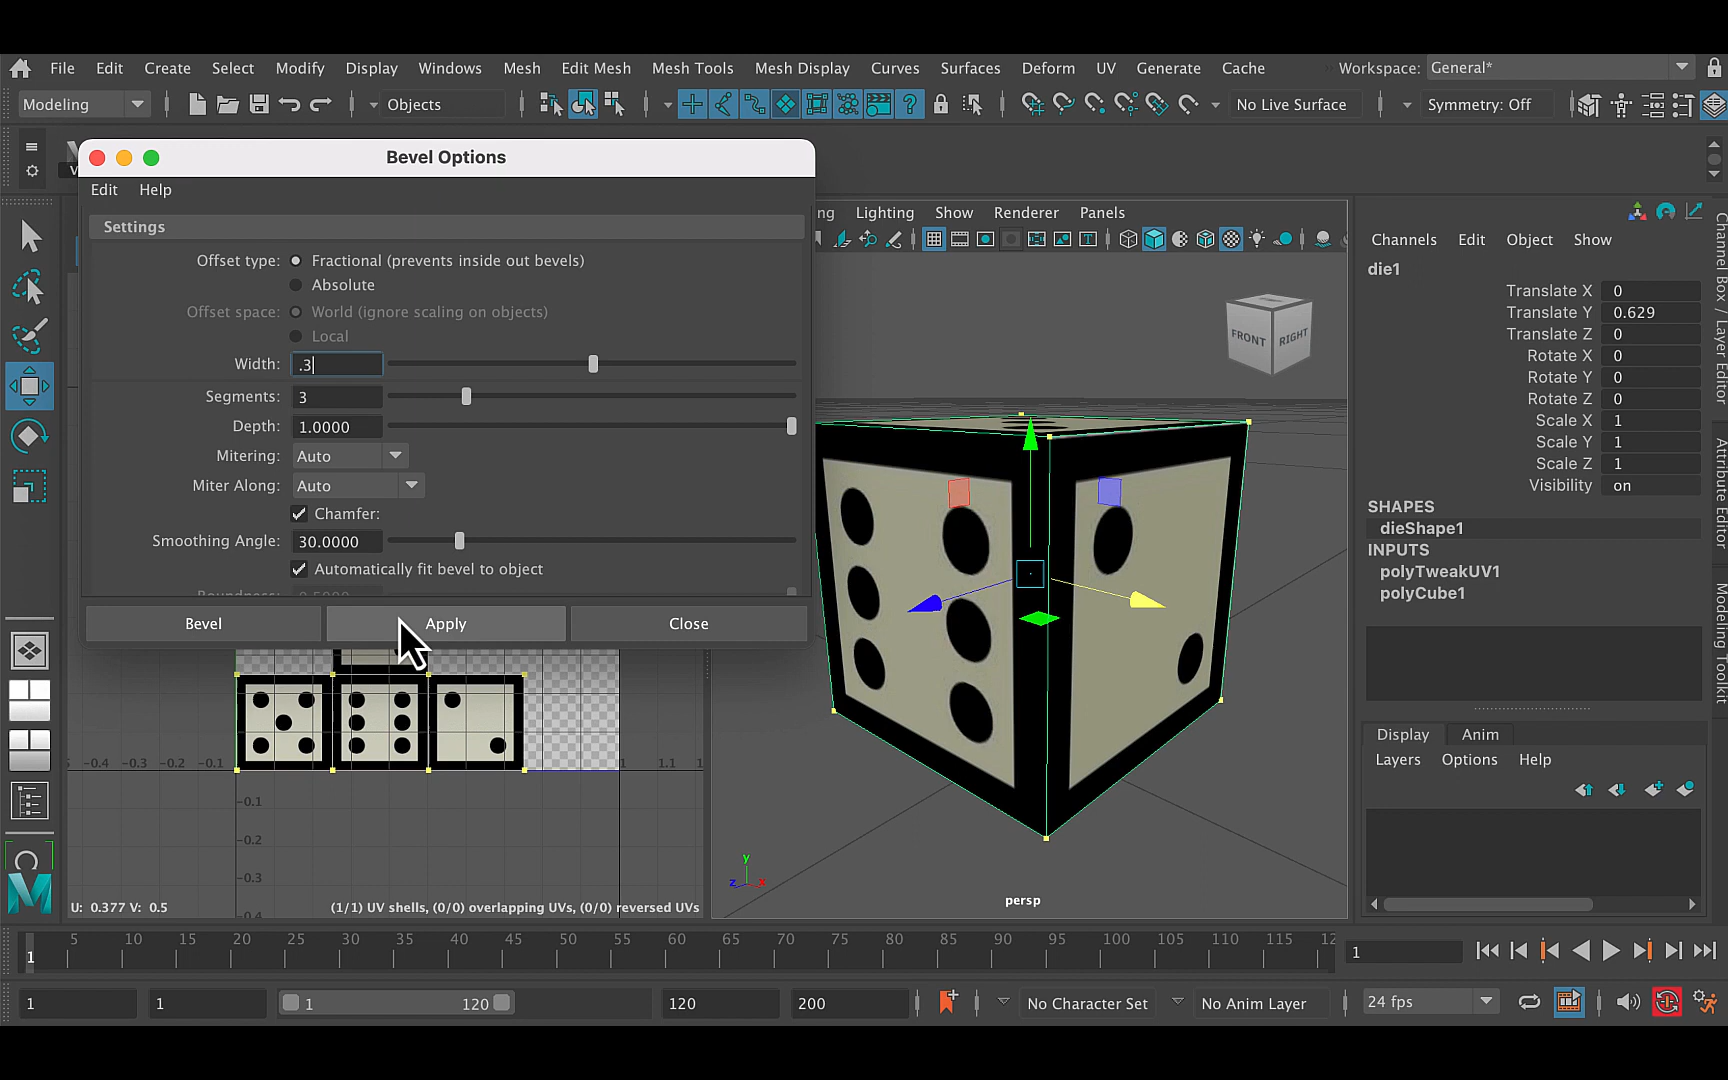 File Edit Create Select Modify Display Windows Mesh Edit Mesh Mesh Tools Mesh Display Curves Surfaces Deform UV Generate Cache Workspace: General*
Modeling Objects No Live Surface Symmetry: Off
Bevel Options
Edit Help
Settings
Offset type: Fractional (prevents inside out bevels)
Absolute
Offset space: World (ignore scaling on objects)
Local
Width: .3
Segments: 3
Depth: 1.0000
Mitering: Auto
Miter Along: Auto
Chamfer:
Smoothing Angle: 30.0000
Automatically fit bevel to object
Bevel Apply Close
ng Lighting Show Renderer Panels
FRONT RIGHT
-0.4 -0.3 -0.2 -0.1 1 1.1 1
-0.1
-0.2
-0.3
-0.4
U: 0.377 V: 0.5 (1/1) UV shells, (0/0) overlapping UVs, (0/0) reversed UVs
y
z x
persp
Channels Edit Object Show
die1
Translate X 0
Translate Y 0.629
Translate Z 0
Rotate X 0
Rotate Y 0
Rotate Z 0
Scale X 1
Scale Y 1
Scale Z 1
Visibility on
SHAPES
dieShape1
INPUTS
polyTweakUV1
polyCube1
Display Anim
Layers Options Help
Channel Box / Layer Editor
Attribute Editor
Modeling Toolkit
5 10 15 20 25 30 35 40 45 50 55 60 65 70 75 80 85 90 95 100 105 110 115 12
1 1
1 1 1 120 120 200 No Character Set No Anim Layer 24 fps